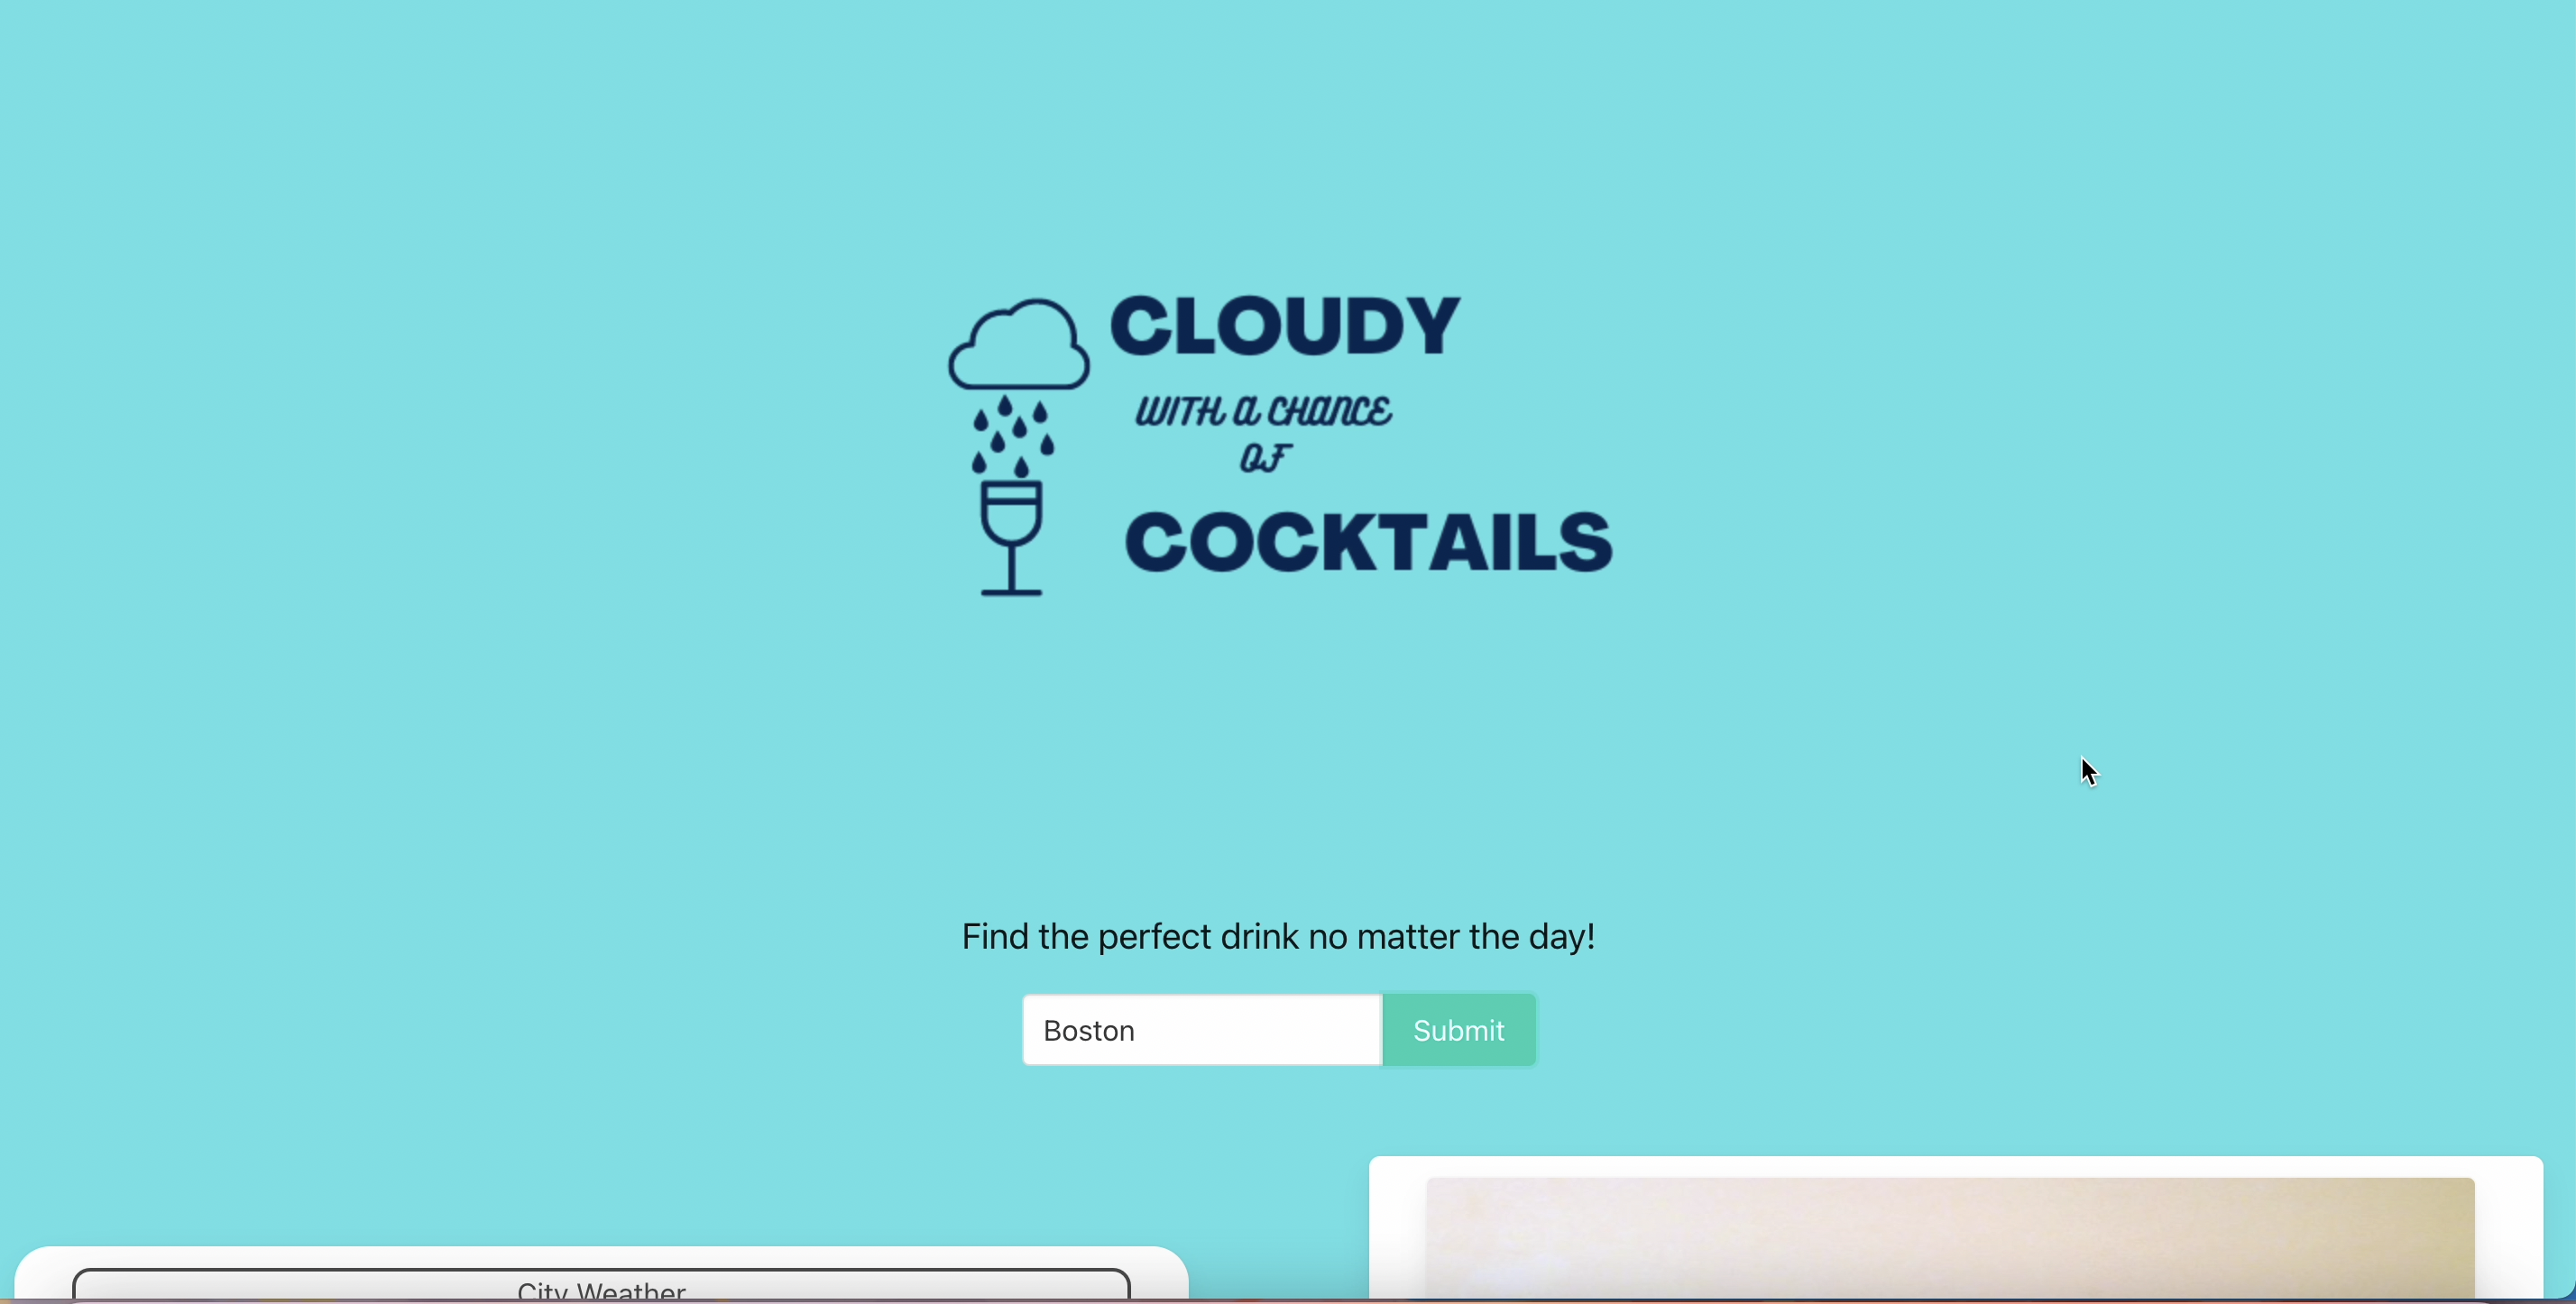 CLOUDY
WITH A CHANCE
OF
COCKTAILS
Find the perfect drink no matter the day!
Boston
Submit
City Weather